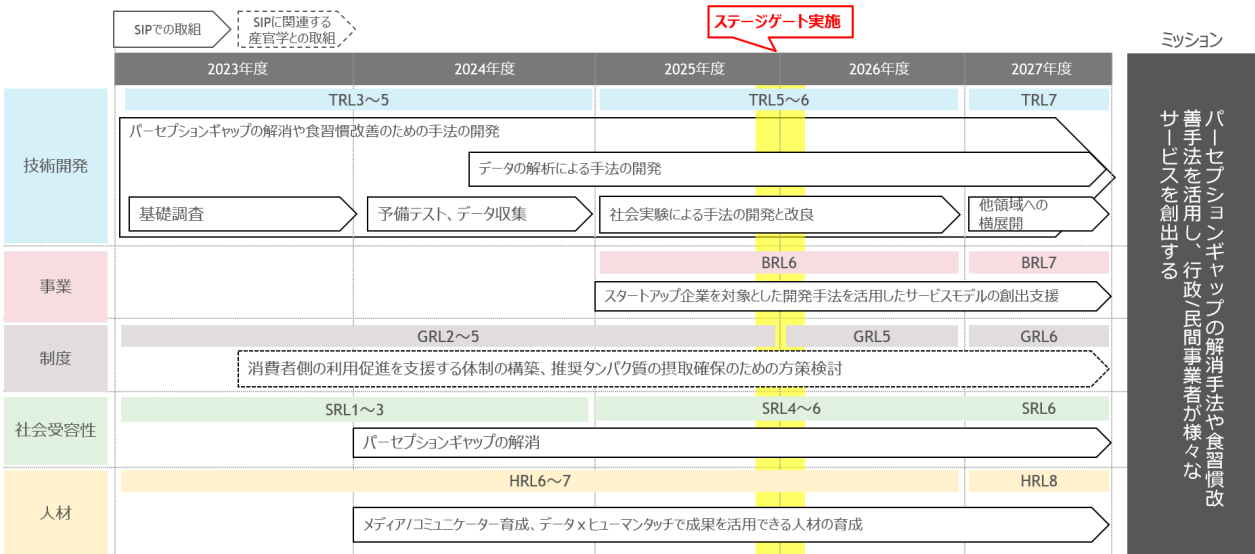 SIPでの取組
SIPに関連する
産官学との取組
ステージゲート実施
ミッション
2023年度
2024年度
2025年度
2026年度
2027年度
技術開発
TRL3～5
TRL5～6
TRL7
パーセプションギャップの解消や食習慣改善のための手法の開発
データの解析による手法の開発
基礎調査
予備テスト、データ収集
社会実験による手法の開発と改良
他領域への
横展開
事業
BRL6
BRL7
スタートアップ企業を対象とした開発手法を活用したサービスモデルの創出支援
制度
GRL2～5
GRL5
GRL6
消費者側の利用促進を支援する体制の構築、推奨タンパク質の摂取確保のための方策検討
社会受容性
SRL1～3
SRL4～6
SRL6
パーセプションギャップの解消
人材
HRL6～7
HRL8
メディア/コミュニケーター育成、データｘヒューマンタッチで成果を活用できる人材の育成
パーセプションギャップの解消手法や食習慣改
善手法を活用し、行政/民間事業者が様々な
サービスを創出する